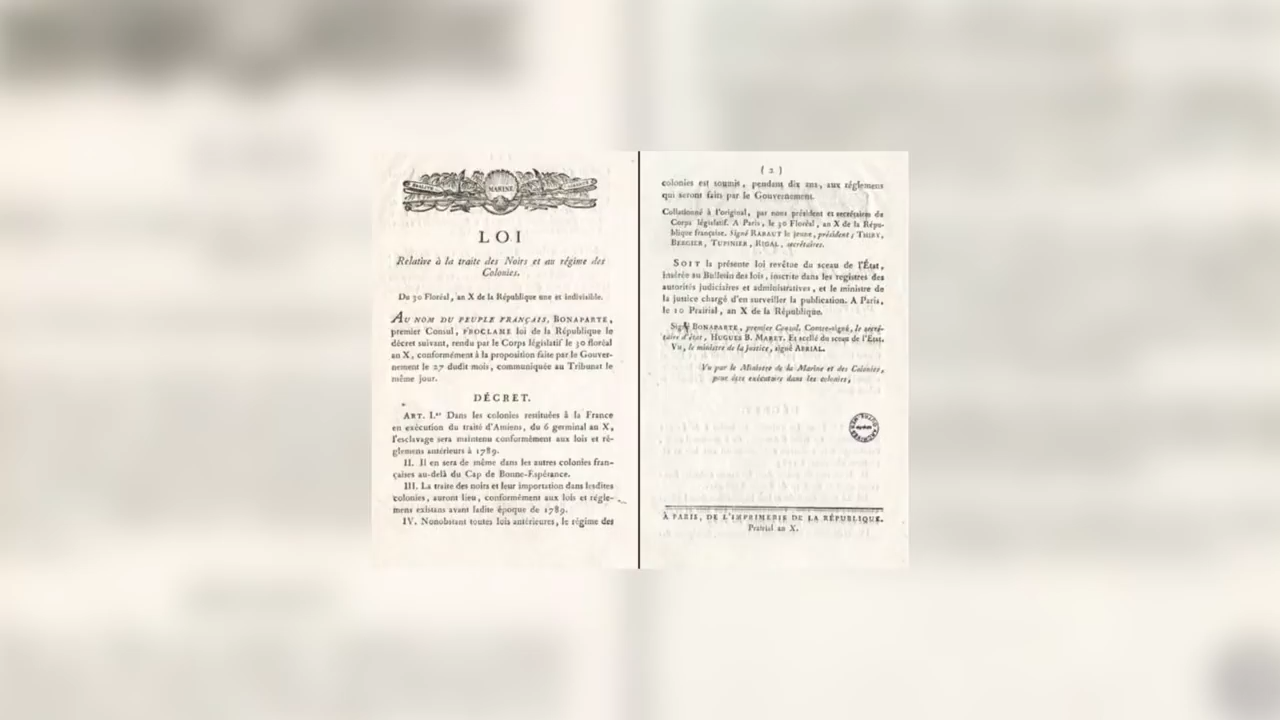 MARINE
LOI
Relative à la traite des Noirs et au régime des
Colonies.
Du 30 Floréal, an X de la République une et indivisible.
AU NOM DU PEUPLE FRANÇAIS, BONAPARTE,
premier Consul, PROCLAME loi de la République le
décret suivant, rendu par le Corps législatif le 30 floréal
an X, conformément à la proposition faite par le Gouver-
nement le 27 dudit mois, communiquée au Tribunat le
même jour.
DÉCRET.
ART. I.er Dans les colonies restituées à la France
en exécution du traité d'Amiens, du 6 germinal an X,
l'esclavage sera maintenu conformément aux lois et ré-
glemens antérieurs à 1789.
II. Il en sera de même dans les autres colonies fran-
çaises au-delà du Cap de Bonne-Espérance.
III. La traite des noirs et leur importation dans lesdites
colonies, auront lieu, conformément aux lois et régle-
mens existans avant ladite époque de 1789.
IV. Nonobstant toutes lois antérieures, le régime des
( 2 )
colonies est soumis, pendant dix ans, aux réglemens
qui seront faits par le Gouvernement.
Collationné à l'original, par nous président et secrétaires du
Corps législatif. A Paris, le 30 Floréal, an X de la Répu-
blique française. Signé RABAUT le jeune, président; THIRY,
BERGIER, TUPINIER, RIGAL, secrétaires.
SOIT la présente loi revêtue du sceau de l'État,
insérée au Bulletin des lois, inscrite dans les registres des
autorités judiciaires et administratives, et le ministre de
la justice chargé d'en surveiller la publication. A Paris,
le 10 Prairial, an X de la République.
Signé BONAPARTE, premier Consul. Contre-signé, le secré-
taire d'état, HUGUES B. MARET. Et scellé du sceau de l'État.
Vu, le ministre de la justice, signé ABRIAL.
Vu par le Ministre de la Marine et des Colonies,
pour être exécutoire dans les colonies,
À PARIS, DE L'IMPRIMERIE DE LA RÉPUBLIQUE.
Prairial an X.